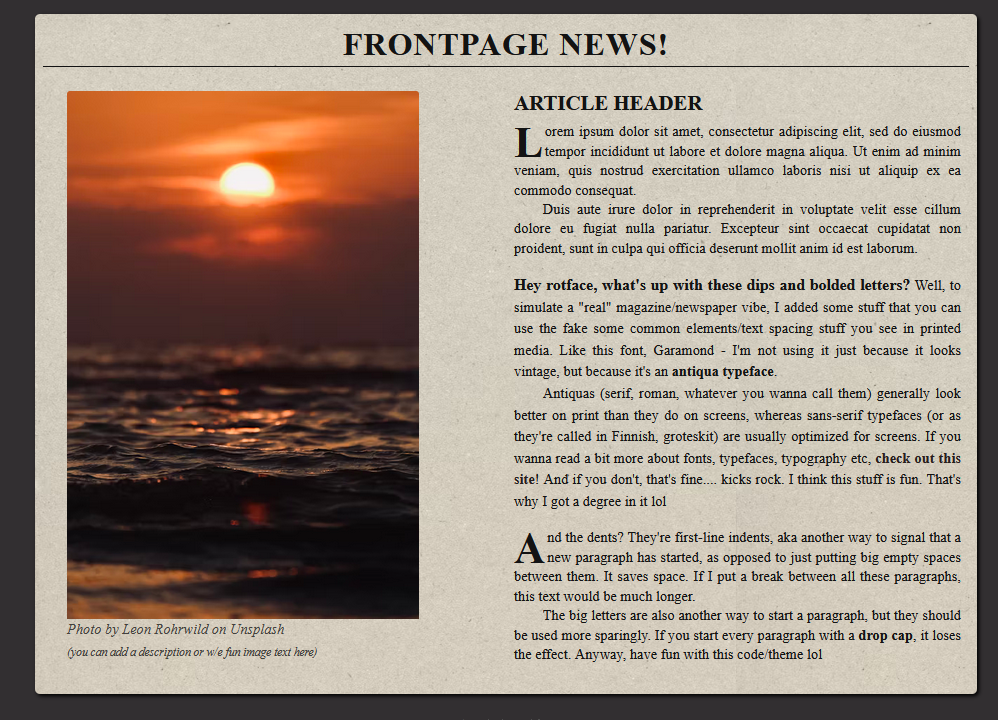 FRONTPAGE NEWS!
Photo by Leon Rohrwild on Unsplash
(you can add a description or w/e fun image text here)
ARTICLE HEADER
Lorem ipsum dolor sit amet, consectetur adipiscing elit, sed do eiusmod
tempor incididunt ut labore et dolore magna aliqua. Ut enim ad minim
veniam, quis nostrud exercitation ullamco laboris nisi ut aliquip ex ea
commodo consequat.
Duis aute irure dolor in reprehenderit in voluptate velit esse cillum
dolore eu fugiat nulla pariatur. Excepteur sint occaecat cupidatat non
proident, sunt in culpa qui officia deserunt mollit anim id est laborum.
Hey rotface, what's up with these dips and bolded letters? Well, to
simulate a "real" magazine/newspaper vibe, I added some stuff that you can
use the fake some common elements/text spacing stuff you see in printed
media. Like this font, Garamond - I'm not using it just because it looks
vintage, but because it's an antiqua typeface.
Antiquas (serif, roman, whatever you wanna call them) generally look
better on print than they do on screens, whereas sans-serif typefaces (or as
they're called in Finnish, groteskit) are usually optimized for screens. If you
wanna read a bit more about fonts, typefaces, typography etc, check out this
site! And if you don't, that's fine.... kicks rock. I think this stuff is fun. That's
why I got a degree in it lol
And the dents? They're first-line indents, aka another way to signal that a
new paragraph has started, as opposed to just putting big empty spaces
between them. It saves space. If I put a break between all these paragraphs,
this text would be much longer.
The big letters are also another way to start a paragraph, but they should
be used more sparingly. If you start every paragraph with a drop cap, it loses
the effect. Anyway, have fun with this code/theme lol